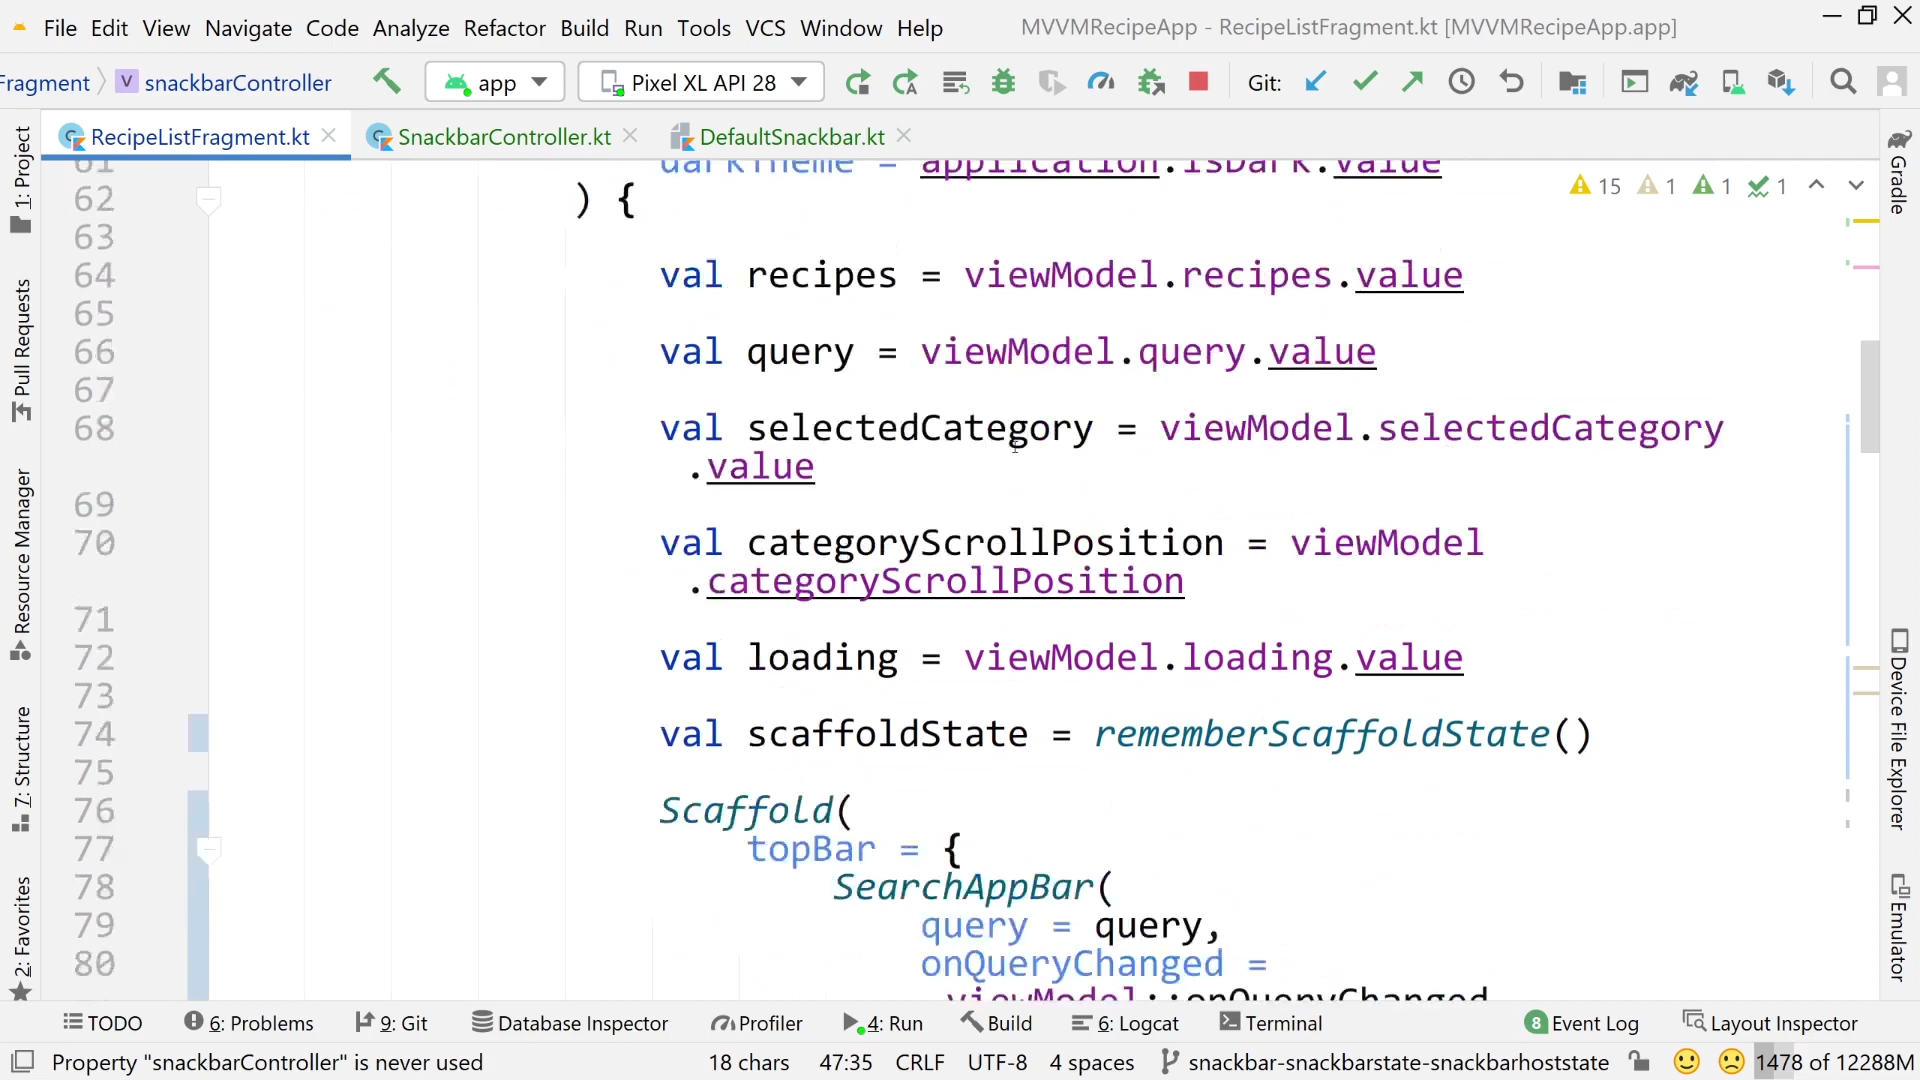 File Edit View Navigate Code Analyze Refactor Build Run Tools VCS Window Help MVVMRecipeApp - RecipeListFragment.kt [MVVMRecipeApp.app]
Fragment V snackbarController app Pixel XL API 28 Git:
RecipeListFragment.kt SnackbarController.kt DefaultSnackbar.kt
61 darkTheme = application.isDark.value
62 ) {
15 1 1 1
63
64 val recipes = viewModel.recipes.value
65
66 val query = viewModel.query.value
67
68 val selectedCategory = viewModel.selectedCategory
.value
69
70 val categoryScrollPosition = viewModel
.categoryScrollPosition
71
72 val loading = viewModel.loading.value
73
74 val scaffoldState = rememberScaffoldState()
75
76 Scaffold(
77 topBar = {
78 SearchAppBar(
79 query = query,
80 onQueryChanged =
viewModel::onQueryChanged
1: Project
Pull Requests
Resource Manager
7: Structure
2: Favorites
Gradle
Device File Explorer
Emulator
TODO 6: Problems 9: Git Database Inspector Profiler 4: Run Build 6: Logcat Terminal 8 Event Log Layout Inspector
Property "snackbarController" is never used 18 chars 47:35 CRLF UTF-8 4 spaces snackbar-snackbarstate-snackbarhoststate 1478 of 12288M